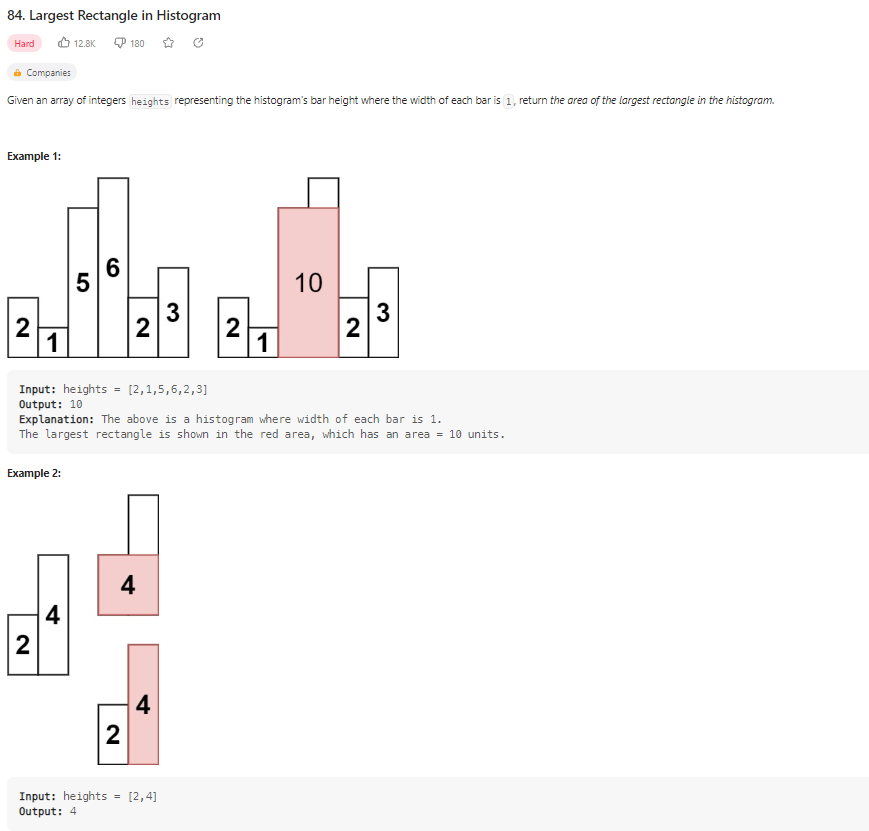 84. Largest Rectangle in Histogram
Hard 12.8K 180
Companies
Given an array of integers heights representing the histogram's bar height where the width of each bar is 1, return the area of the largest rectangle in the histogram.
Example 1:
2 1 5 6 2 3 2 1 10 2 3
Input: heights = [2,1,5,6,2,3]
Output: 10
Explanation: The above is a histogram where width of each bar is 1.
The largest rectangle is shown in the red area, which has an area = 10 units.
Example 2:
2 4 4
2 4
Input: heights = [2,4]
Output: 4